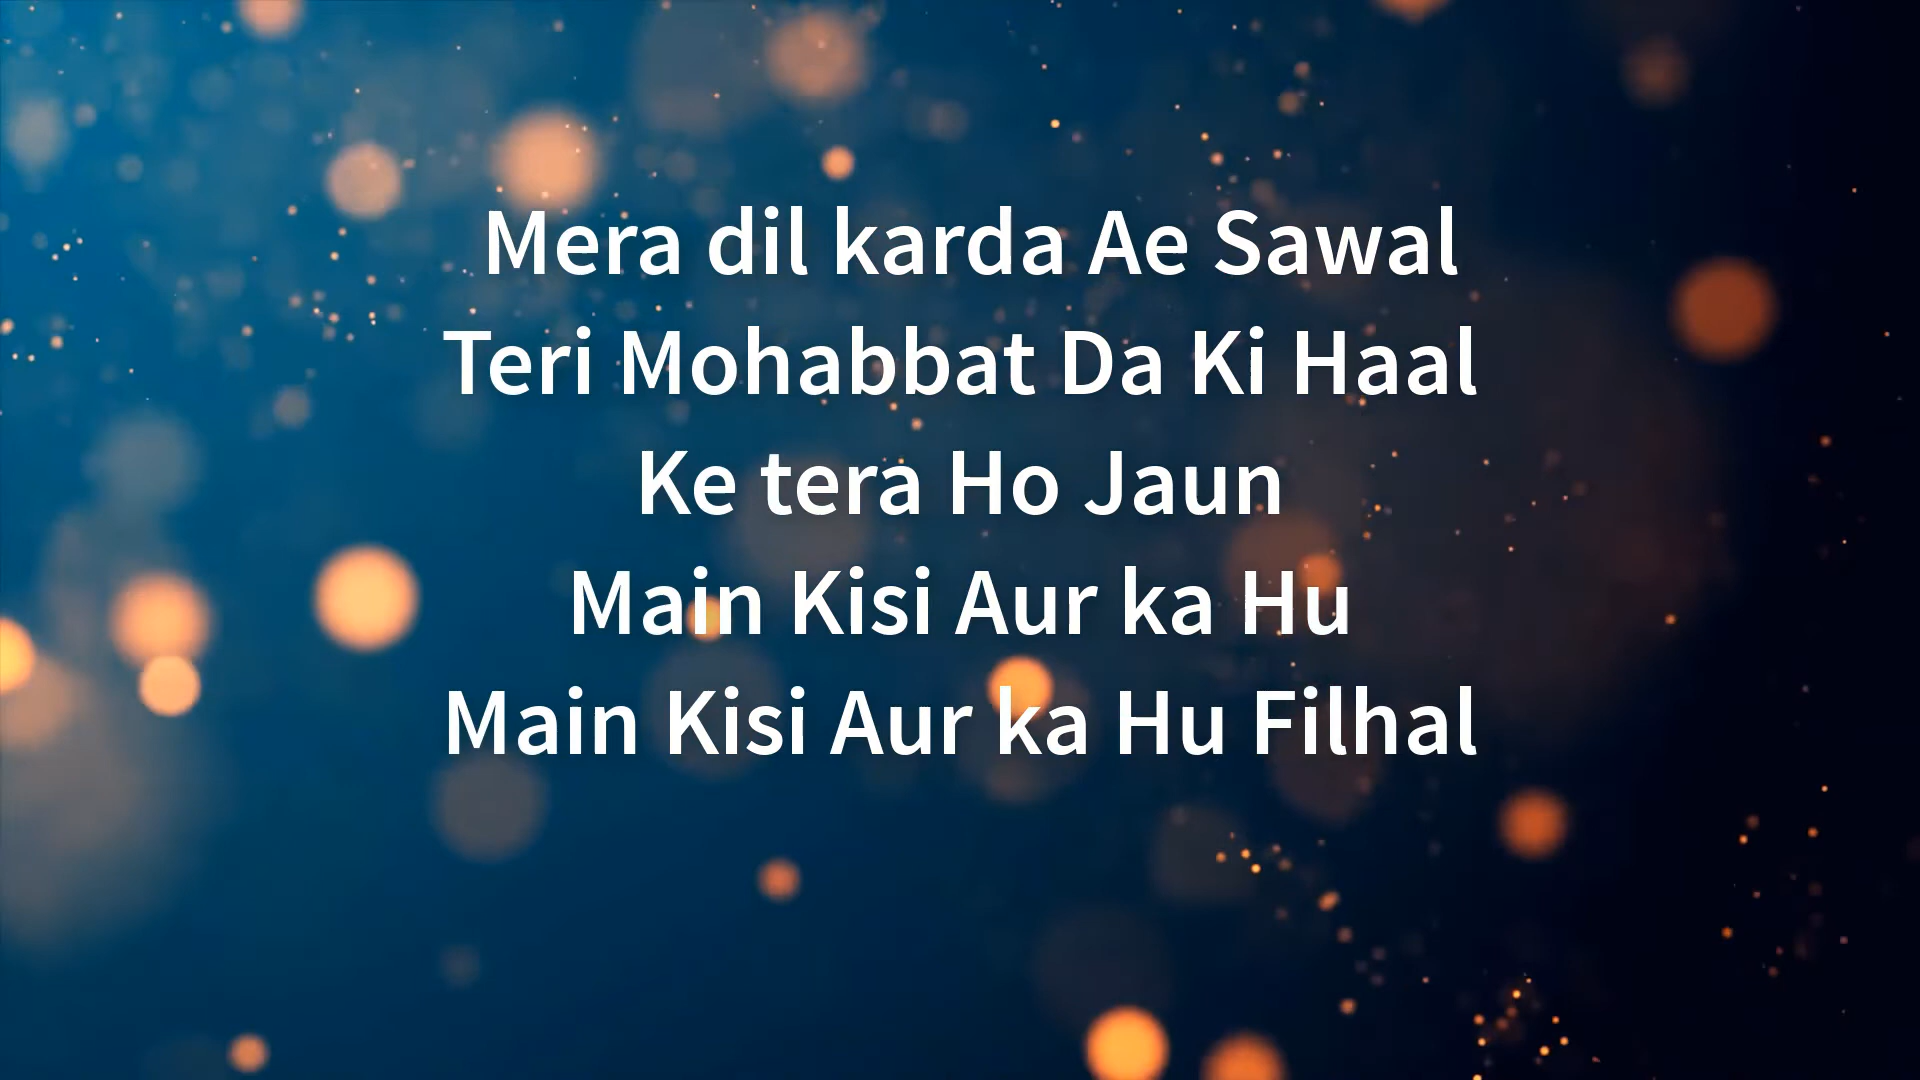 Mera dil karda Ae Sawal
Teri Mohabbat Da Ki Haal
Ke tera Ho Jaun
Main Kisi Aur ka Hu
Main Kisi Aur ka Hu Filhal